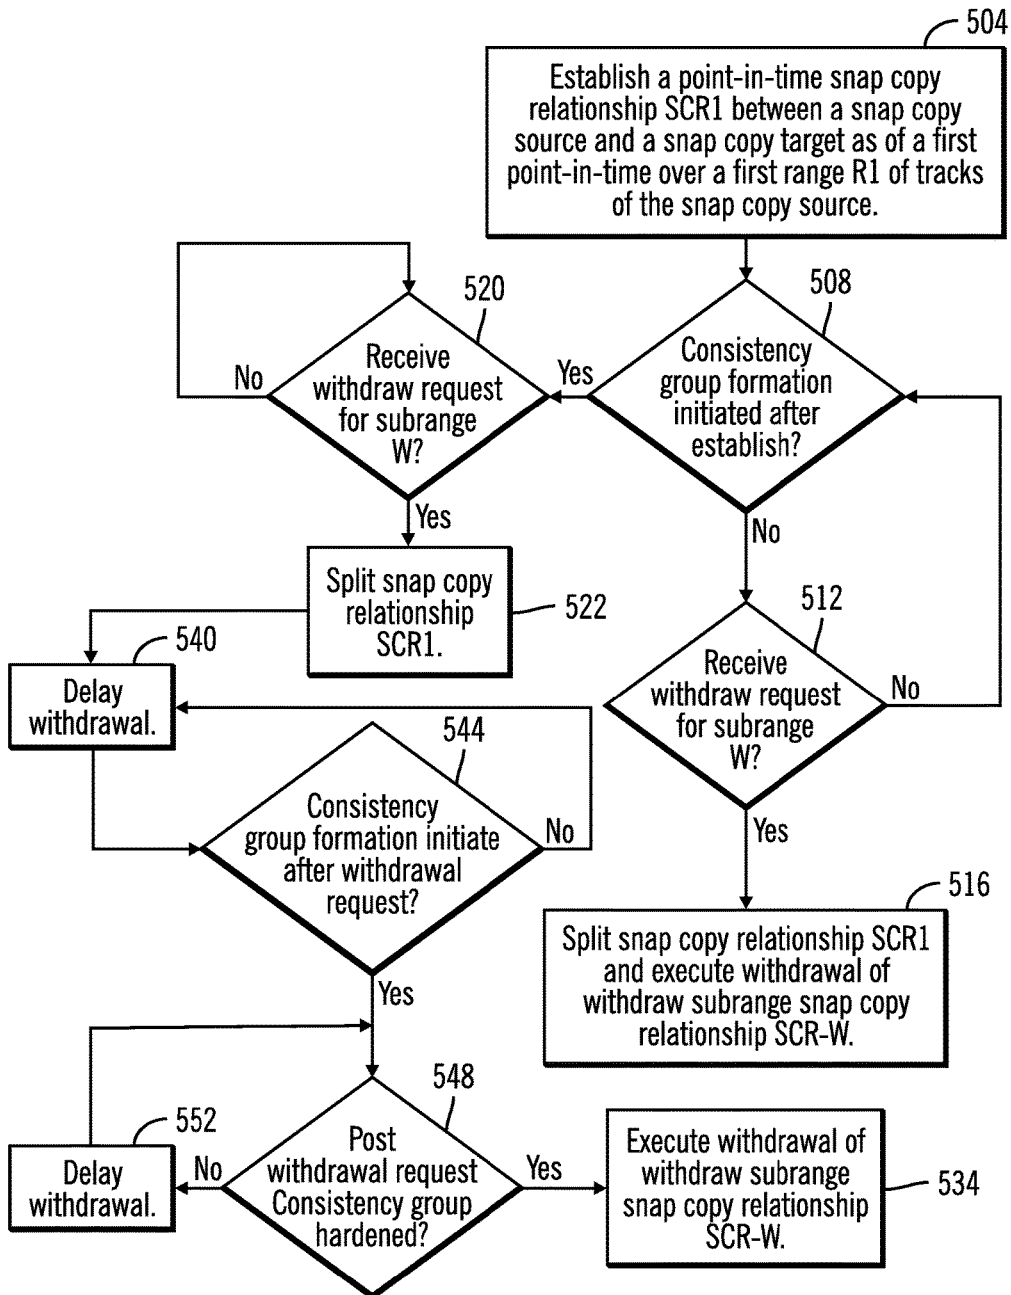 504
Establish a point-in-time snap copy
relationship SCR1 between a snap copy
source and a snap copy target as of a first
point-in-time over a first range R1 of tracks
of the snap copy source.
508
Consistency
group formation
initiated after
establish?
Yes
No
520
Receive
withdraw request
for subrange
W?
No
Yes
512
Receive
withdraw request
for subrange
W?
No
Yes
522
Split snap copy
relationship
SCR1.
540
Delay
withdrawal.
544
Consistency
group formation initiate
after withdrawal
request?
No
Yes
516
Split snap copy relationship SCR1
and execute withdrawal of
withdraw subrange snap copy
relationship SCR-W.
548
Post
withdrawal request
Consistency group
hardened?
No
Yes
552
Delay
withdrawal.
Execute withdrawal of
withdraw subrange
snap copy relationship
SCR-W.
534